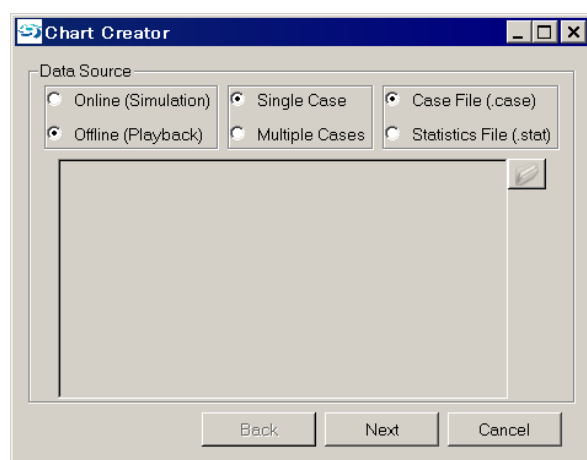 Chart Creator
Data Source
Online (Simulation) Single Case Case File (.case)
Offline (Playback) Multiple Cases Statistics File (.stat)
Back Next Cancel